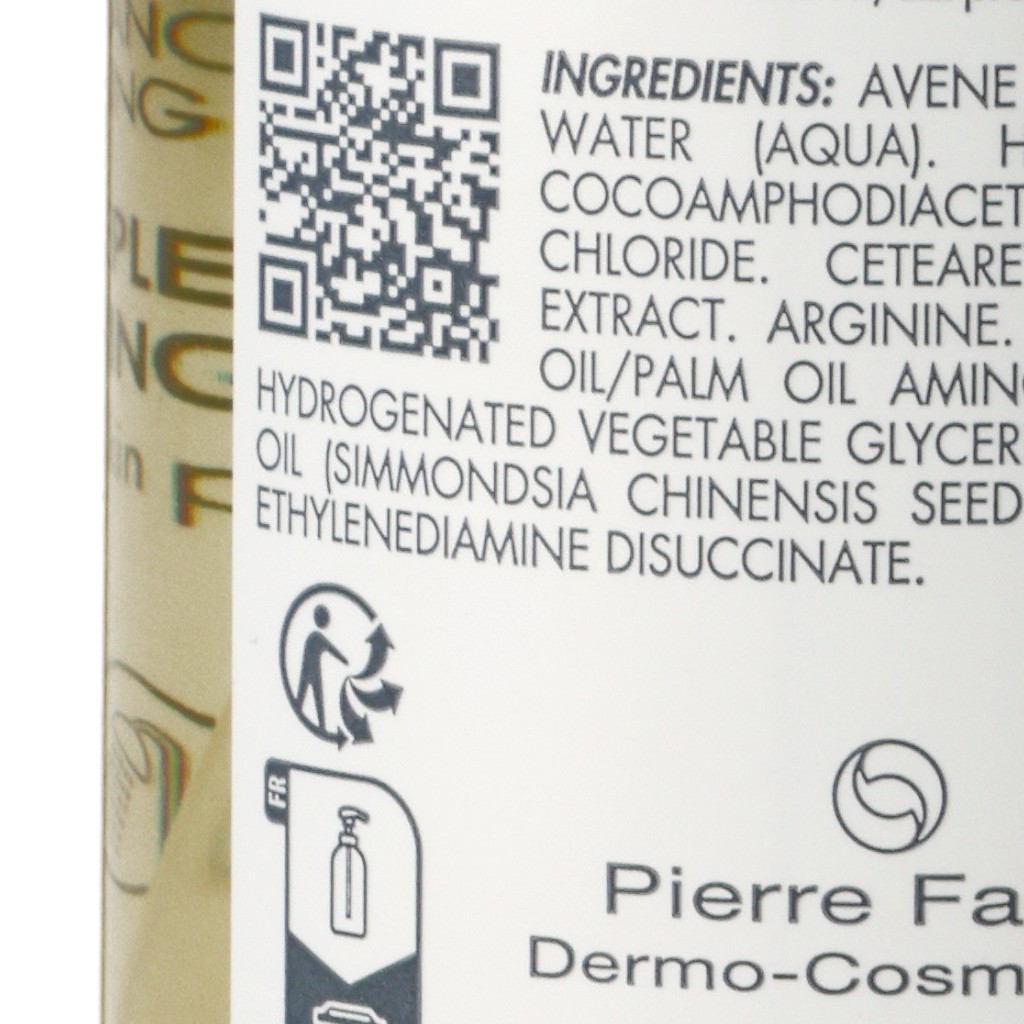 INGREDIENTS: AVENE
WATER (AQUA). H
COCOAMPHODIACET
CHLORIDE. CETEARE
EXTRACT. ARGININE.
OIL/PALM OIL AMIN
HYDROGENATED VEGETABLE GLYCER
OIL (SIMMONDSIA CHINENSIS SEED
ETHYLENEDIAMINE DISUCCINATE.
FR
Pierre Fa
Dermo-Cosm